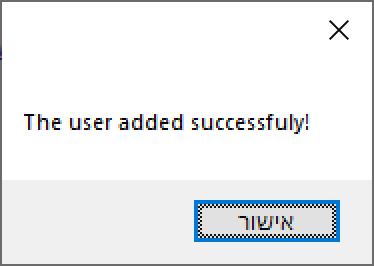 The user added successfuly!
אישור